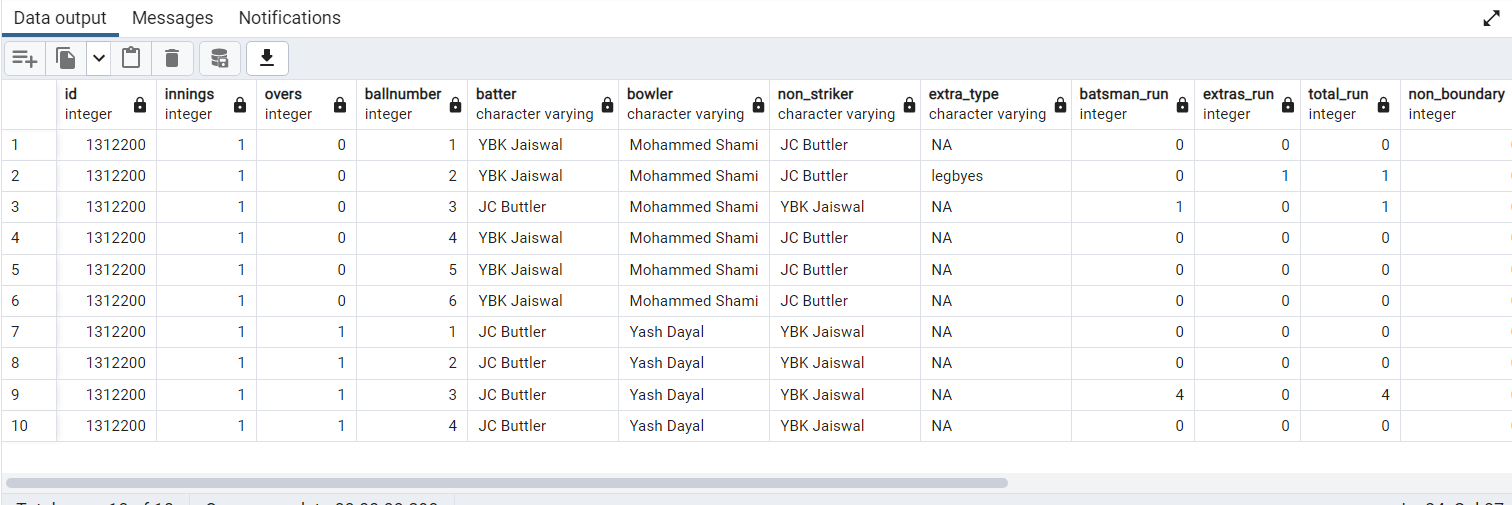 Data output Messages Notifications
id innings overs ballnumber batter bowler non_striker extra_type batsman_run extras_run total_run non_boundary
integer integer integer integer character varying character varying character varying character varying integer integer integer integer
1 1312200 1 0 1 YBK Jaiswal Mohammed Shami JC Buttler NA 0 0 0
2 1312200 1 0 2 YBK Jaiswal Mohammed Shami JC Buttler legbyes 0 1 1
3 1312200 1 0 3 JC Buttler Mohammed Shami YBK Jaiswal NA 1 0 1
4 1312200 1 0 4 YBK Jaiswal Mohammed Shami JC Buttler NA 0 0 0
5 1312200 1 0 5 YBK Jaiswal Mohammed Shami JC Buttler NA 0 0 0
6 1312200 1 0 6 YBK Jaiswal Mohammed Shami JC Buttler NA 0 0 0
7 1312200 1 1 1 JC Buttler Yash Dayal YBK Jaiswal NA 0 0 0
8 1312200 1 1 2 JC Buttler Yash Dayal YBK Jaiswal NA 0 0 0
9 1312200 1 1 3 JC Buttler Yash Dayal YBK Jaiswal NA 4 0 4
10 1312200 1 1 4 JC Buttler Yash Dayal YBK Jaiswal NA 0 0 0